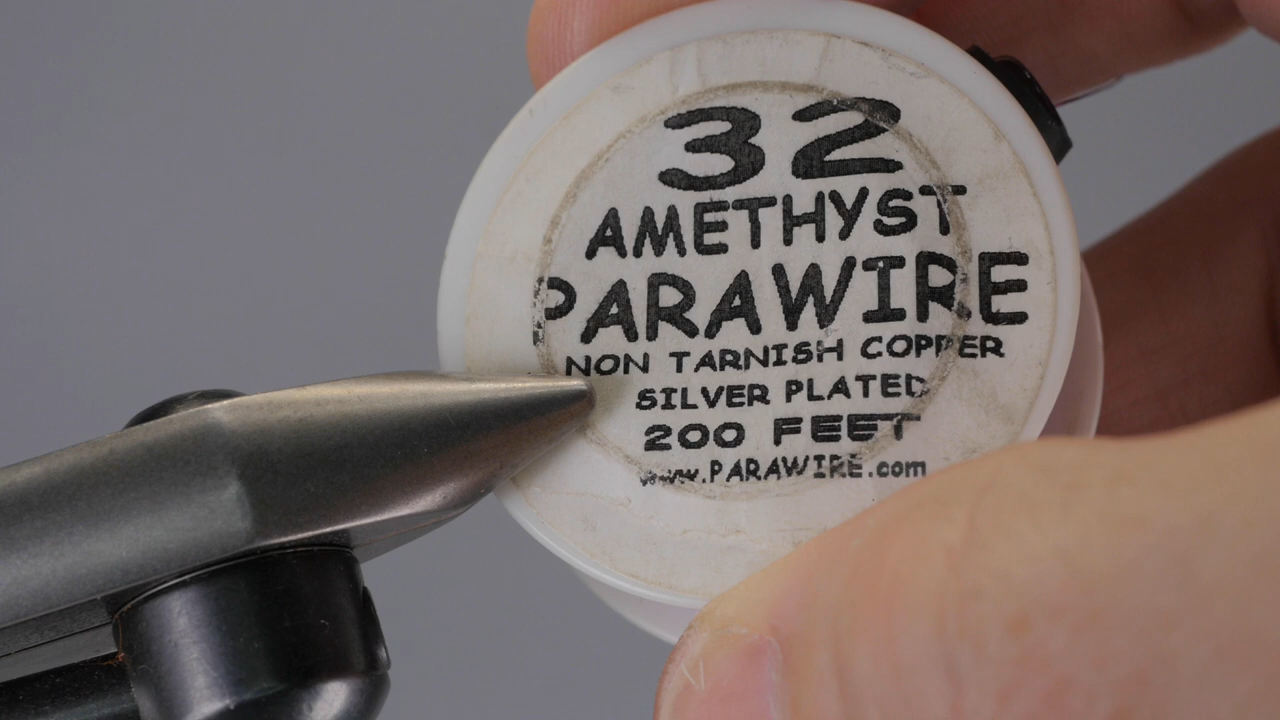 32
AMETHYST
PARAWIRE
NON TARNISH COPPER
SILVER PLATED
200 FEET
www.PARAWIRE.com